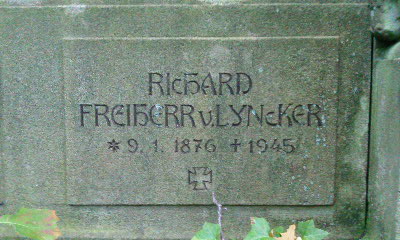 RICHARD
FREIHERR v. LYNCKER
* 9. 1. 1876 ✝ 1945